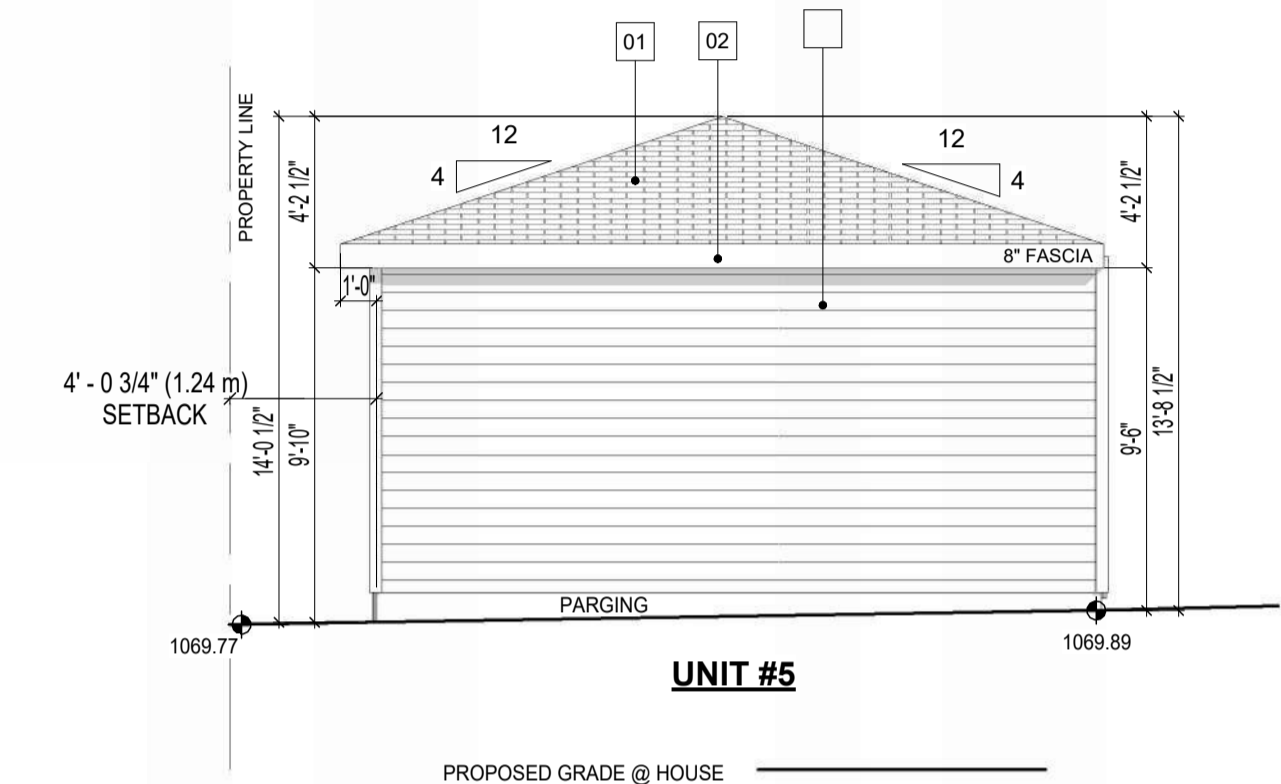 01
02
PROPERTY LINE
12
12
4
4
4'-2 1/2"
4'-2 1/2"
8" FASCIA
1'-0"
4' - 0 3/4" (1.24 m)
SETBACK
14'-0 1/2"
9'-10"
9'-6"
13'-8 1/2"
PARGING
1069.77
1069.89
UNIT #5
PROPOSED GRADE @ HOUSE